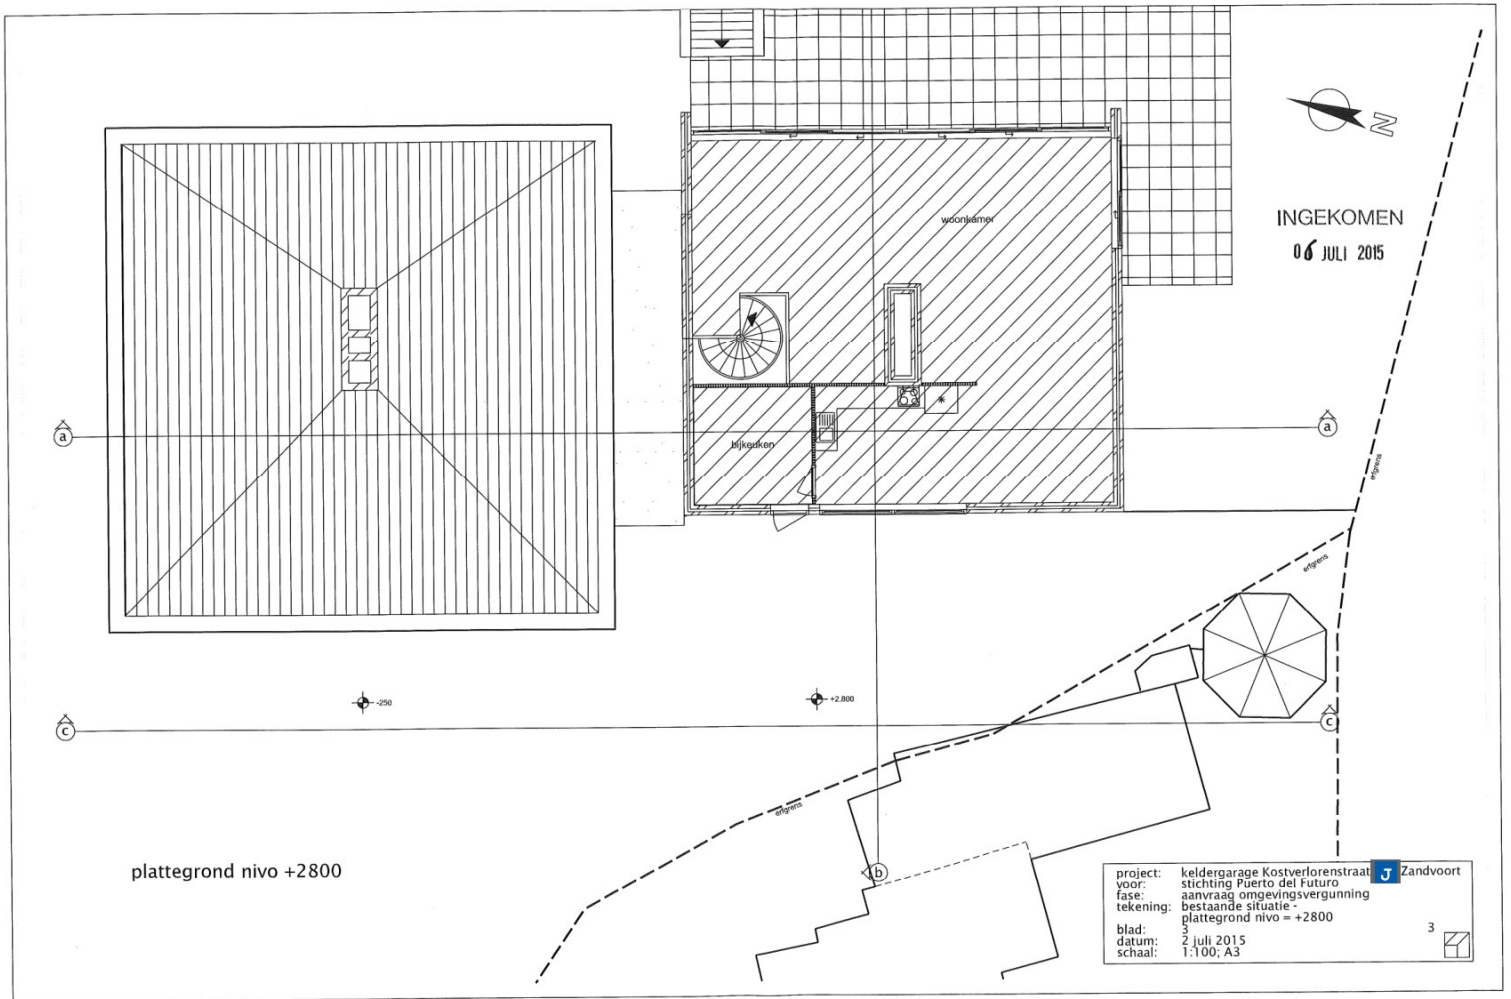 N
woonkamer
INGEKOMEN
06 JULI 2015
bijkeuken
a
a
erfgrens
erfgrens
-250
+2.800
c
c
erfgrens
b
plattegrond nivo +2800
project: keldergarage Kostverlorenstraat J Zandvoort
voor: stichting Puerto del Futuro
fase: aanvraag omgevingsvergunning
tekening: bestaande situatie -
plattegrond nivo = +2800
blad: 3
3
datum: 2 juli 2015
schaal: 1:100; A3